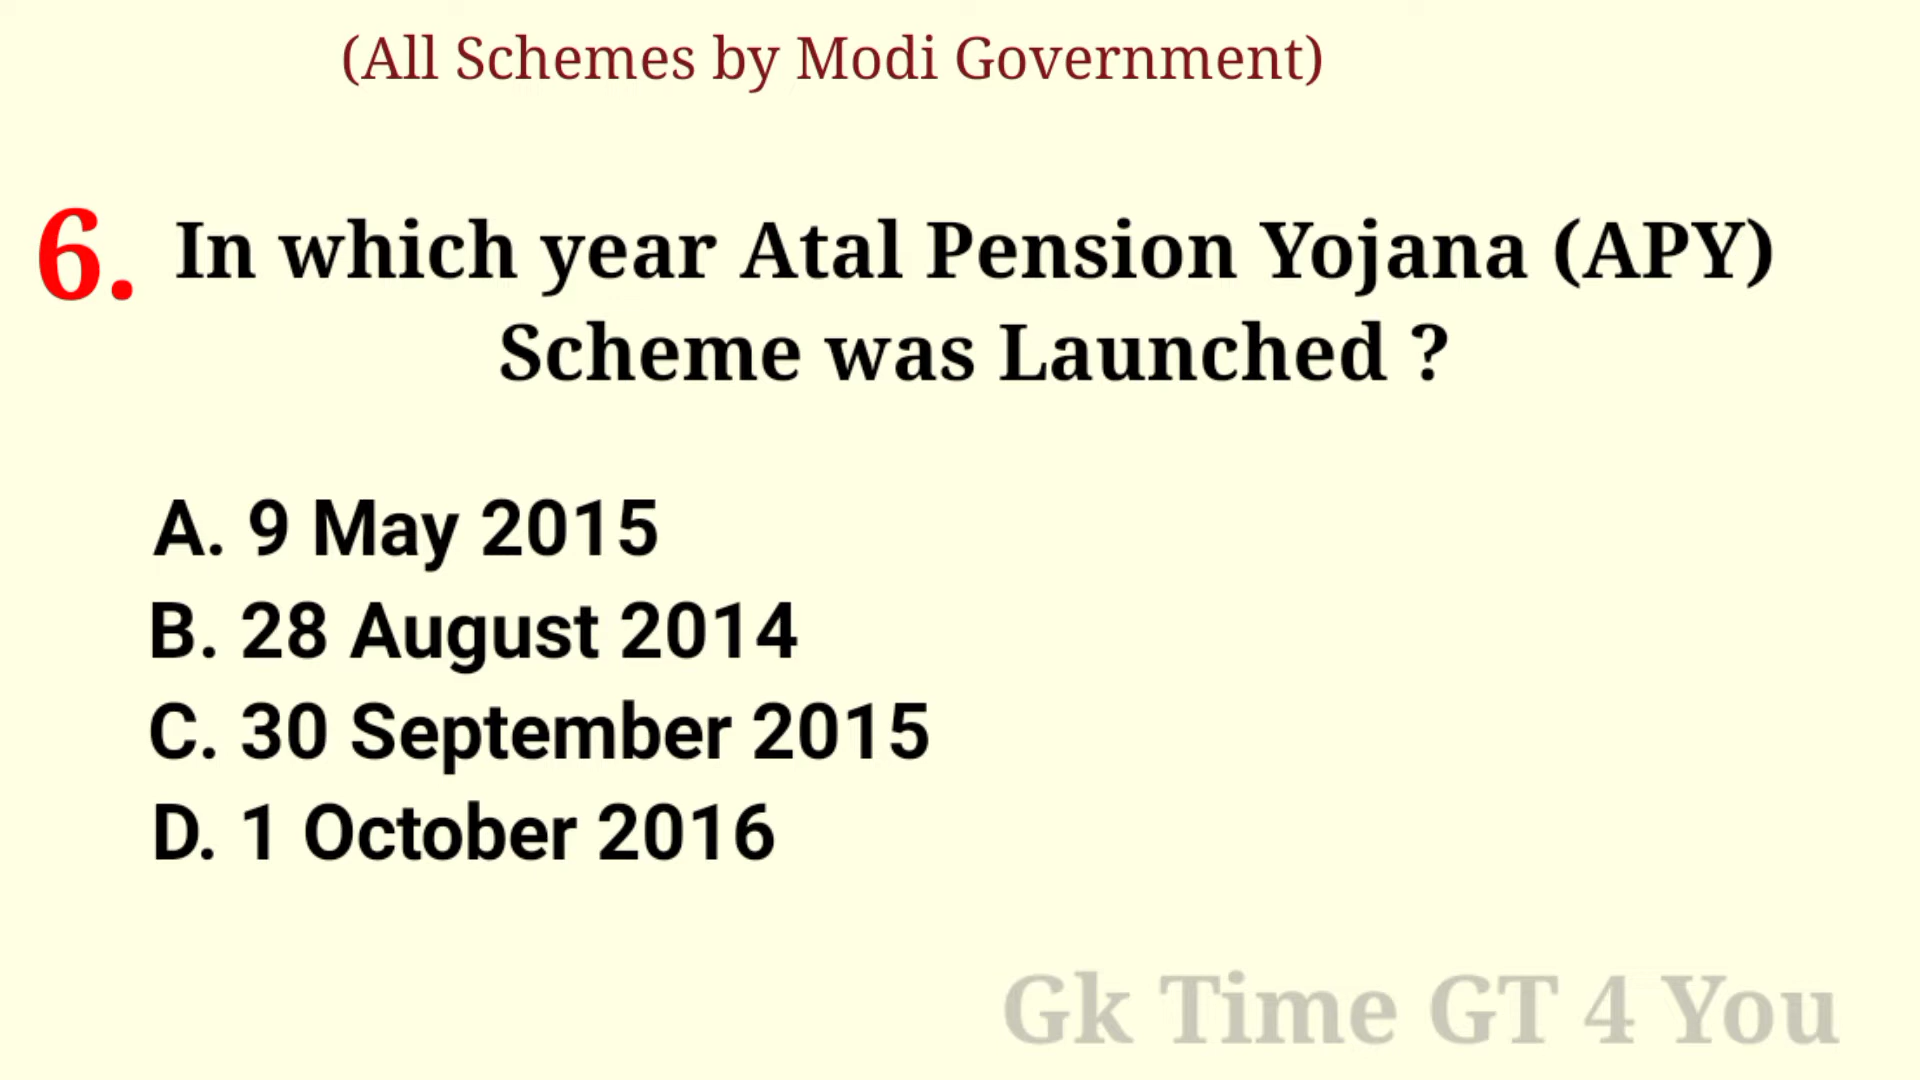 (All Schemes by Modi Government)
6. In which year Atal Pension Yojana (APY)
Scheme was Launched ?
A. 9 May 2015
B. 28 August 2014
C. 30 September 2015
D. 1 October 2016
Gk Time GT 4 You